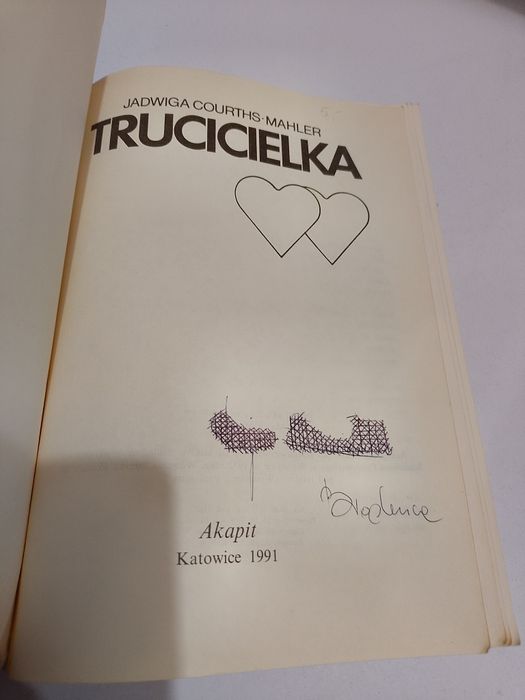 JADWIGA COURTHS-MAHLER
TRUCICIELKA
Akapit
Katowice 1991